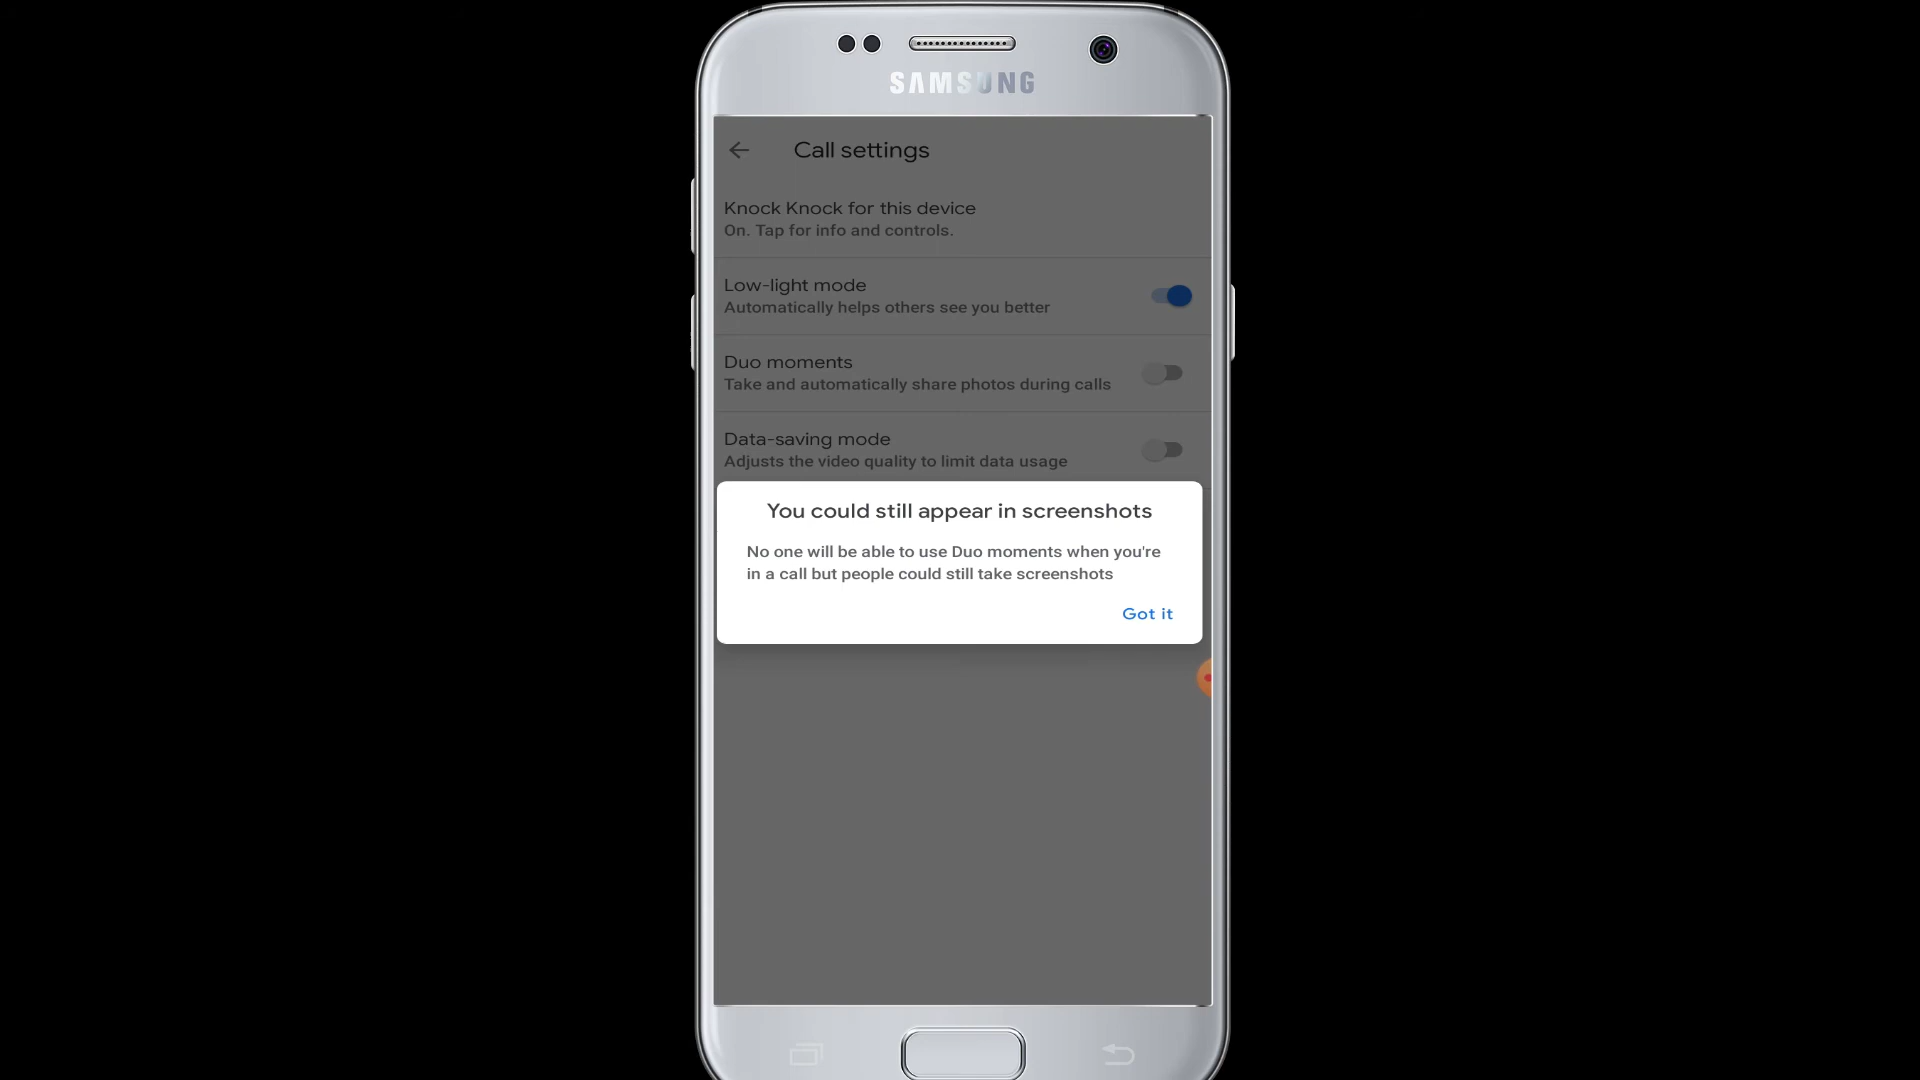 SAMSUNG
Call settings
Knock Knock for this device
On. Tap for info and controls.
Low-light mode
Automatically helps others see you better
Duo moments
Take and automatically share photos during calls
Data-saving mode
Adjusts the video quality to limit data usage
You could still appear in screenshots
No one will be able to use Duo moments when you're
in a call but people could still take screenshots
Got it